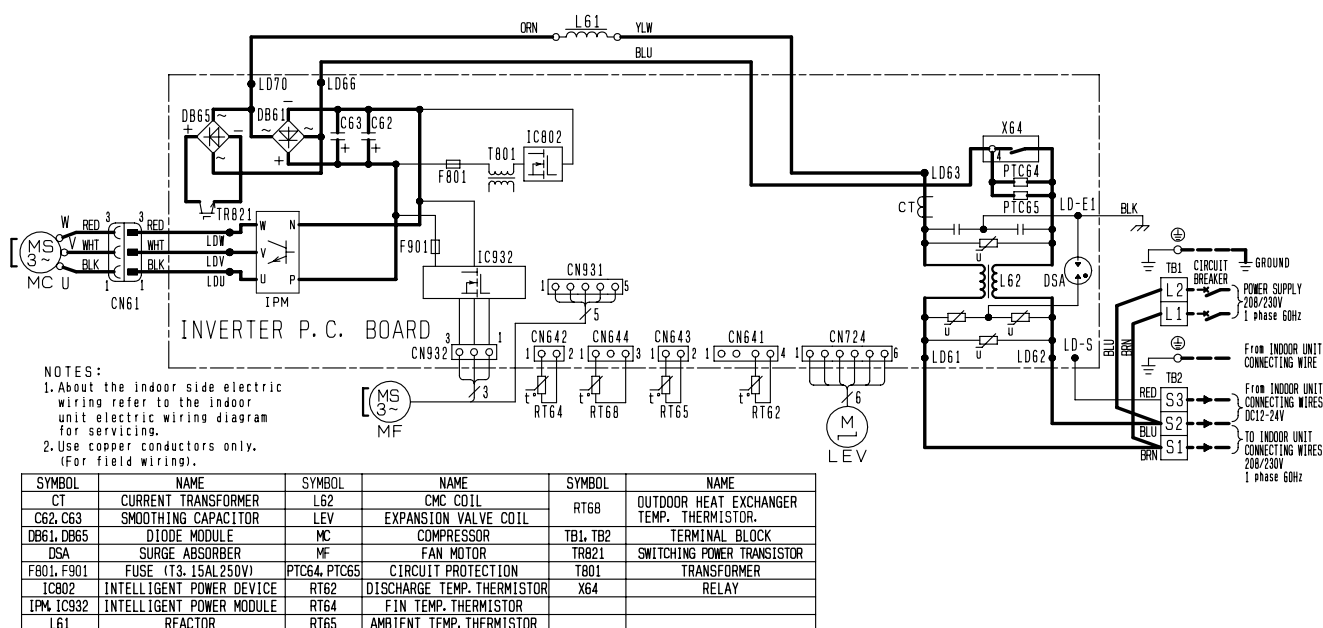 ORN L61 YLW
BLU
LD70 LD66
DB65 DB61 C63 C62 IC802 X64
~ - + - ~ ~ + + + ~
T801 F801
LD63 4 PTC64
CT PTC65 LD-E1 BLK
TR821
W RED 3 3 RED LDW W N
MS 3~ V WHT WHT LDV V
MC U BLK 1 1 BLK LDU U P
CN61 IPM
F901 IC932
CN931
1 5
5
U L62 DSA
GROUND
TB1 CIRCUIT BREAKER
L2 POWER SUPPLY
L1 208/230V
1 phase 60Hz
INVERTER P.C. BOARD
U U
U
BLU BRN
CN932 3 1
3
CN642 CN644 CN643 CN641 CN724
1 2 1 3 1 2 1 4 1 6
LD61 LD62 LD-S
From INDOOR UNIT
CONNECTING WIRE
TB2
MS 3~
MF
t° t° t° t° 6
RT64 RT68 RT65 RT62 M
LEV
RED S3 From INDOOR UNIT
CONNECTING WIRES
DC12-24V
S2
BLU TO INDOOR UNIT
BRN S1 CONNECTING WIRES
208/230V
1 phase 60Hz
NOTES:
1. About the indoor side electric
wiring refer to the indoor
unit electric wiring diagram
for servicing.
2. Use copper conductors only.
(For field wiring).
SYMBOL NAME SYMBOL NAME SYMBOL NAME
CT CURRENT TRANSFORMER L62 CMC COIL RT68 OUTDOOR HEAT EXCHANGER
C62, C63 SMOOTHING CAPACITOR LEV EXPANSION VALVE COIL TEMP. THERMISTOR.
DB61, DB65 DIODE MODULE MC COMPRESSOR TB1, TB2 TERMINAL BLOCK
DSA SURGE ABSORBER MF FAN MOTOR TR821 SWITCHING POWER TRANSISTOR
F801, F901 FUSE (T3.15AL250V) PTC64, PTC65 CIRCUIT PROTECTION T801 TRANSFORMER
IC802 INTELLIGENT POWER DEVICE RT62 DISCHARGE TEMP. THERMISTOR X64 RELAY
IPM, IC932 INTELLIGENT POWER MODULE RT64 FIN TEMP. THERMISTOR
L61 REACTOR RT65 AMBIENT TEMP. THERMISTOR